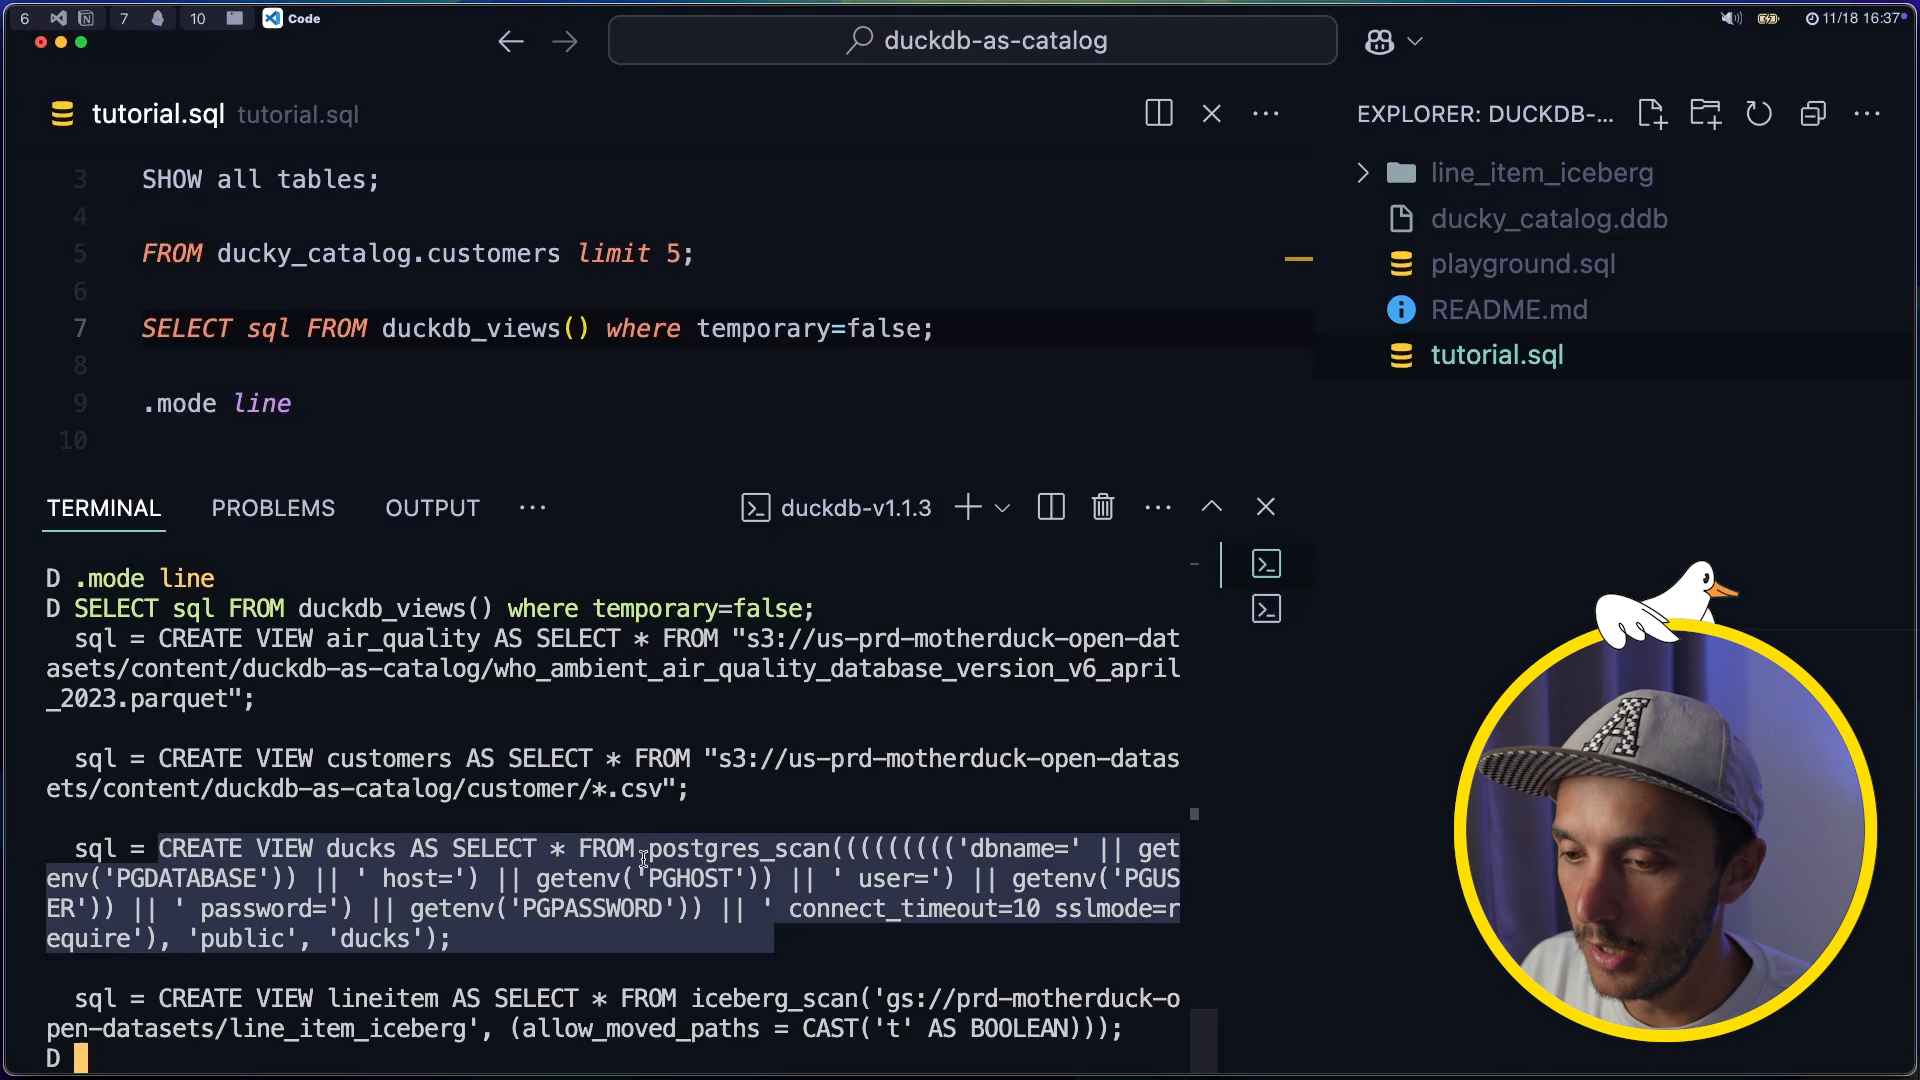 6 7 10 Code
11/18 16:37
duckdb-as-catalog
tutorial.sql tutorial.sql
EXPLORER: DUCKDB-...
3 SHOW all tables;
4
5 FROM ducky_catalog.customers limit 5;
6
7 SELECT sql FROM duckdb_views() where temporary=false;
8
9 .mode line
10
line_item_iceberg
ducky_catalog.ddb
playground.sql
README.md
tutorial.sql
TERMINAL PROBLEMS OUTPUT ... duckdb-v1.1.3
D .mode line
D SELECT sql FROM duckdb_views() where temporary=false;
sql = CREATE VIEW air_quality AS SELECT * FROM "s3://us-prd-motherduck-open-dat
asets/content/duckdb-as-catalog/who_ambient_air_quality_database_version_v6_april
_2023.parquet";
sql = CREATE VIEW customers AS SELECT * FROM "s3://us-prd-motherduck-open-datas
ets/content/duckdb-as-catalog/customer/*.csv";
sql = CREATE VIEW ducks AS SELECT * FROM postgres_scan((((((((('dbname=' || get
env('PGDATABASE')) || ' host=') || getenv('PGHOST')) || ' user=') || getenv('PGUS
ER')) || ' password=') || getenv('PGPASSWORD')) || ' connect_timeout=10 sslmode=r
equire'), 'public', 'ducks');
sql = CREATE VIEW lineitem AS SELECT * FROM iceberg_scan('gs://prd-motherduck-o
pen-datasets/line_item_iceberg', (allow_moved_paths = CAST('t' AS BOOLEAN)));
D
A